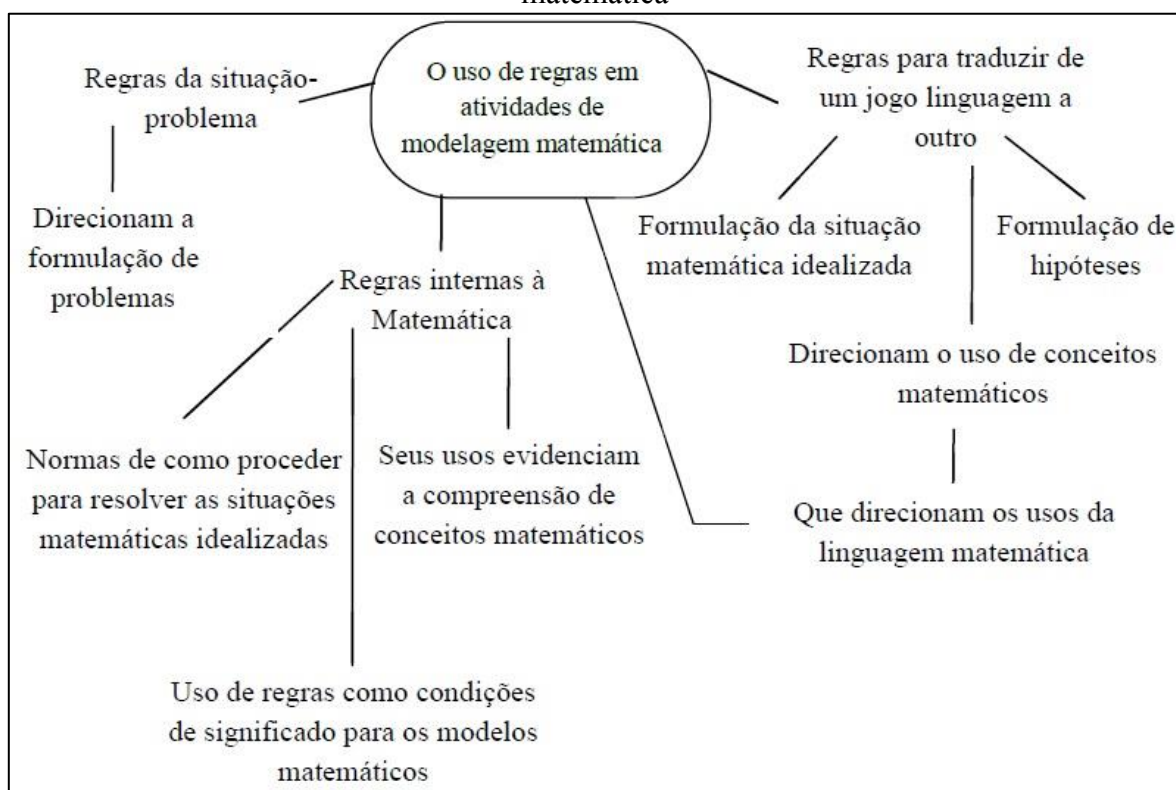 matemática
O uso de regras em
atividades de
modelagem matemática
Regras da situação-
problema
Direcionam a
formulação de
problemas
Regras internas à
Matemática
Normas de como proceder
para resolver as situações
matemáticas idealizadas
Uso de regras como condições
de significado para os modelos
matemáticos
Seus usos evidenciam
a compreensão de
conceitos matemáticos
Regras para traduzir de
um jogo linguagem a
outro
Formulação da situação
matemática idealizada
Direcionam o uso de conceitos
matemáticos
Que direcionam os usos da
linguagem matemática
Formulação de
hipóteses